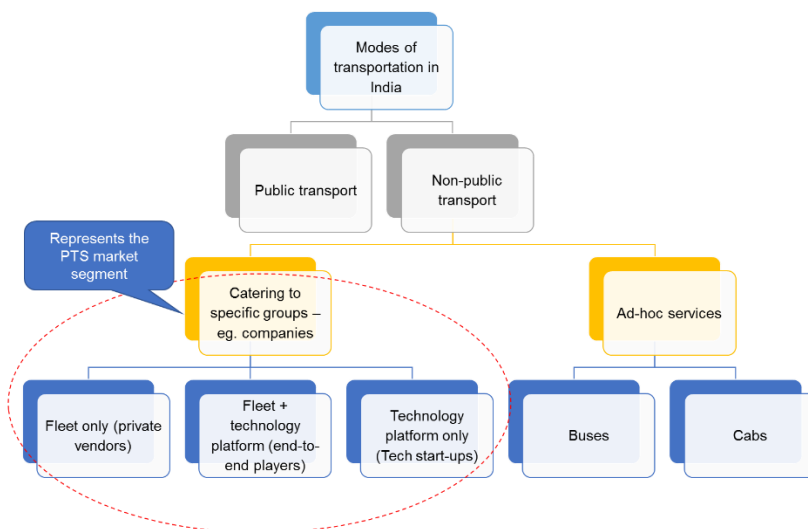 Modes of
transportation in
India
Public transport
Non-public
transport
Represents the
PTS market
segment
Catering to
specific groups –
eg. companies
Ad-hoc services
Fleet only (private
vendors)
Fleet +
technology
platform (end-to-
end players)
Technology
platform only
(Tech start-ups)
Buses
Cabs